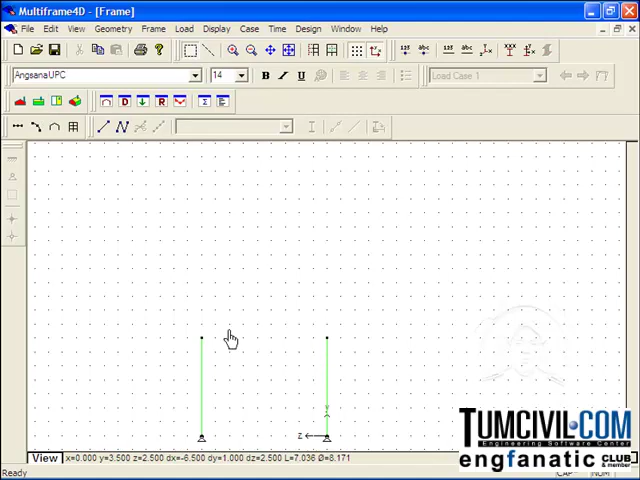 Multiframe4D - [Frame]
File Edit View Geometry Frame Load Display Case Time Design Window Help
AngsanaUPC 14 B I U Load Case 1
D R Σ
z
TUMCIVIL.COM
Engineering Software Center
engfanatic CLUB
& member
View x=0.000 y=3.500 z=2.500 dx=-6.500 dy=1.000 dz=2.500 L=7.036 Ø=8.171
Ready NUM